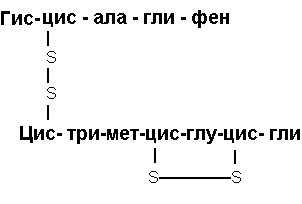 Гис-цис - ала - гли - фен
S
S
Цис- три-мет-цис-глу-цис- гли
S S